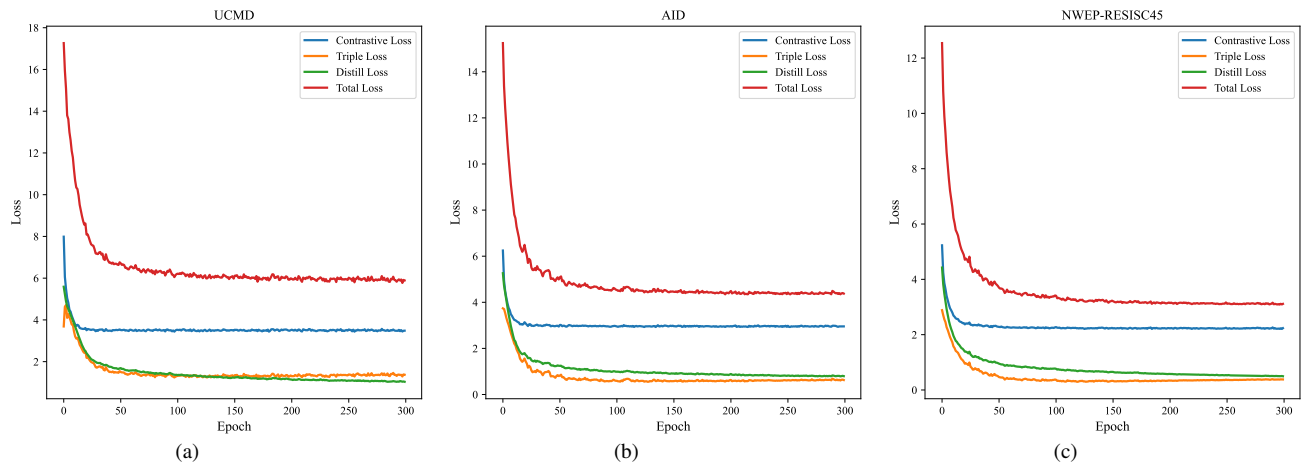 UCMD
18
16
14
12
10
8
6
4
2
0
50
100
150
200
250
300
Loss
Epoch
Contrastive Loss
Triple Loss
Distill Loss
Total Loss
(a)
AID
14
12
10
8
6
4
2
0
0
50
100
150
200
250
300
Loss
Epoch
Contrastive Loss
Triple Loss
Distill Loss
Total Loss
(b)
NWEP-RESISC45
12
10
8
6
4
2
0
0
50
100
150
200
250
300
Loss
Epoch
Contrastive Loss
Triple Loss
Distill Loss
Total Loss
(c)